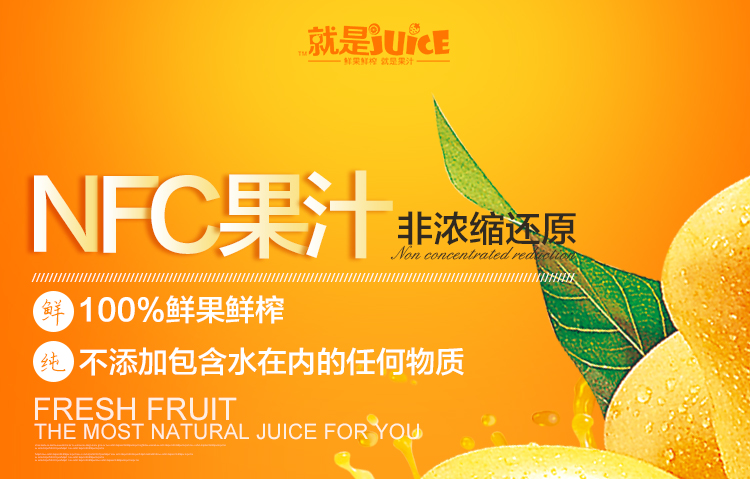 就是JUICE
TM
鲜果鲜榨 就是果汁
NFC果汁
非浓缩还原
Non concentrated reduction
鲜 100%鲜果鲜榨
纯 不添加包含水在内的任何物质
FRESH FRUIT
THE MOST NATURAL JUICE FOR YOU